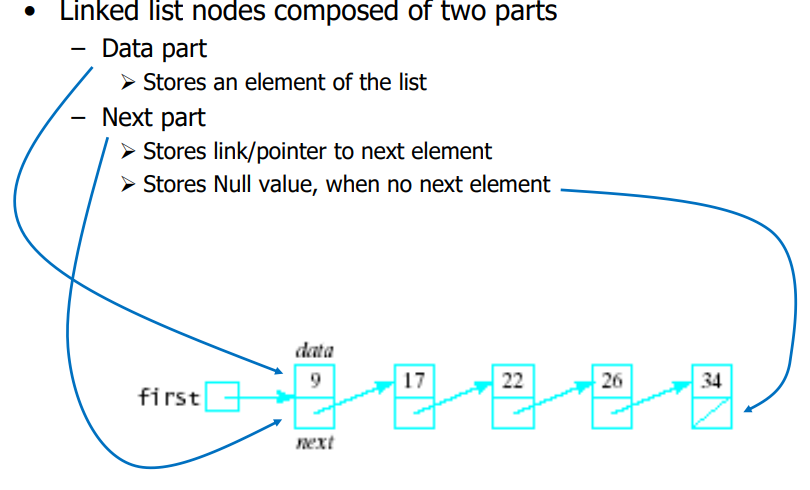 • Linked list nodes composed of two parts
– Data part
➢ Stores an element of the list
– Next part
➢ Stores link/pointer to next element
➢ Stores Null value, when no next element
data
9 17 22 26 34
first
next